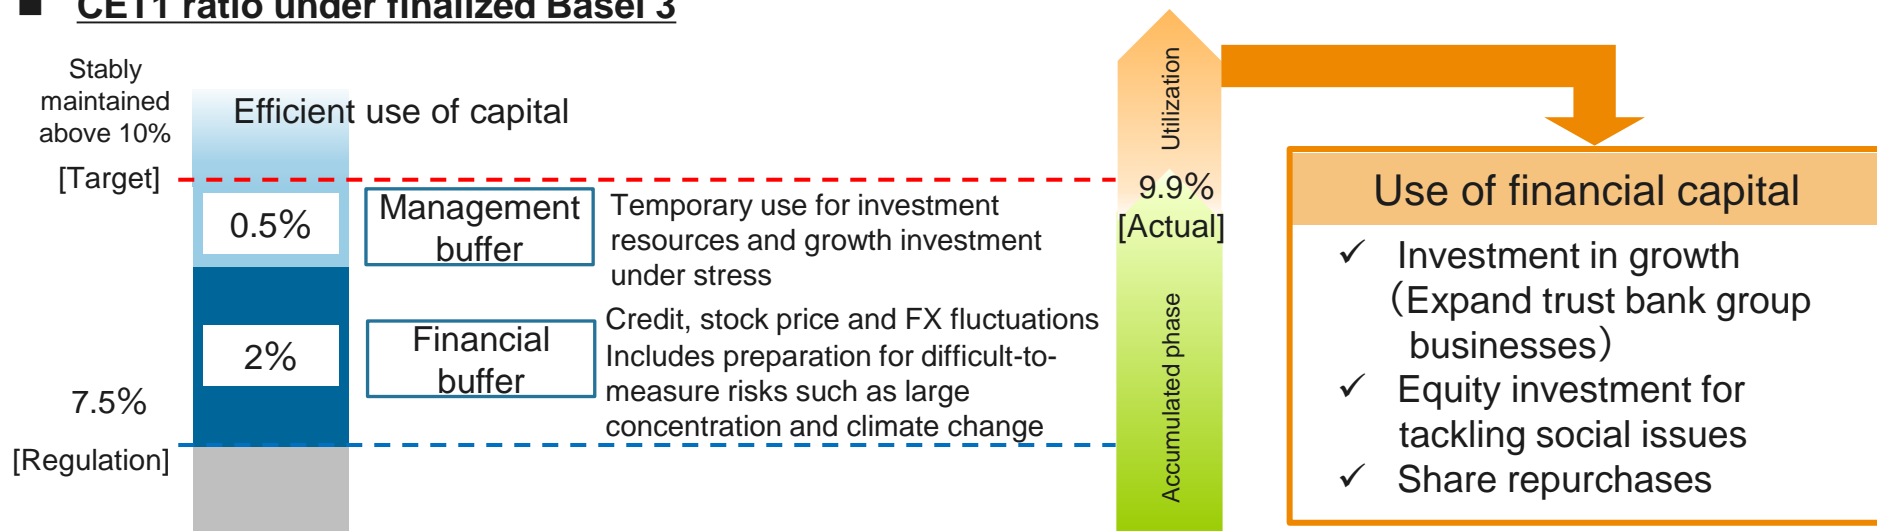 ■ CET1 ratio under finalized Basel 3
Stably
maintained
above 10%
[Target]
7.5%
[Regulation]
Efficient use of capital
0.5%
Management
buffer
Temporary use for investment
resources and growth investment
under stress
2%
Financial
buffer
Credit, stock price and FX fluctuations
Includes preparation for difficult-to-
measure risks such as large
concentration and climate change
Utilization
9.9%
[Actual]
Accumulated phase
Use of financial capital
✓ Investment in growth
（Expand trust bank group
businesses）
✓ Equity investment for
tackling social issues
✓ Share repurchases